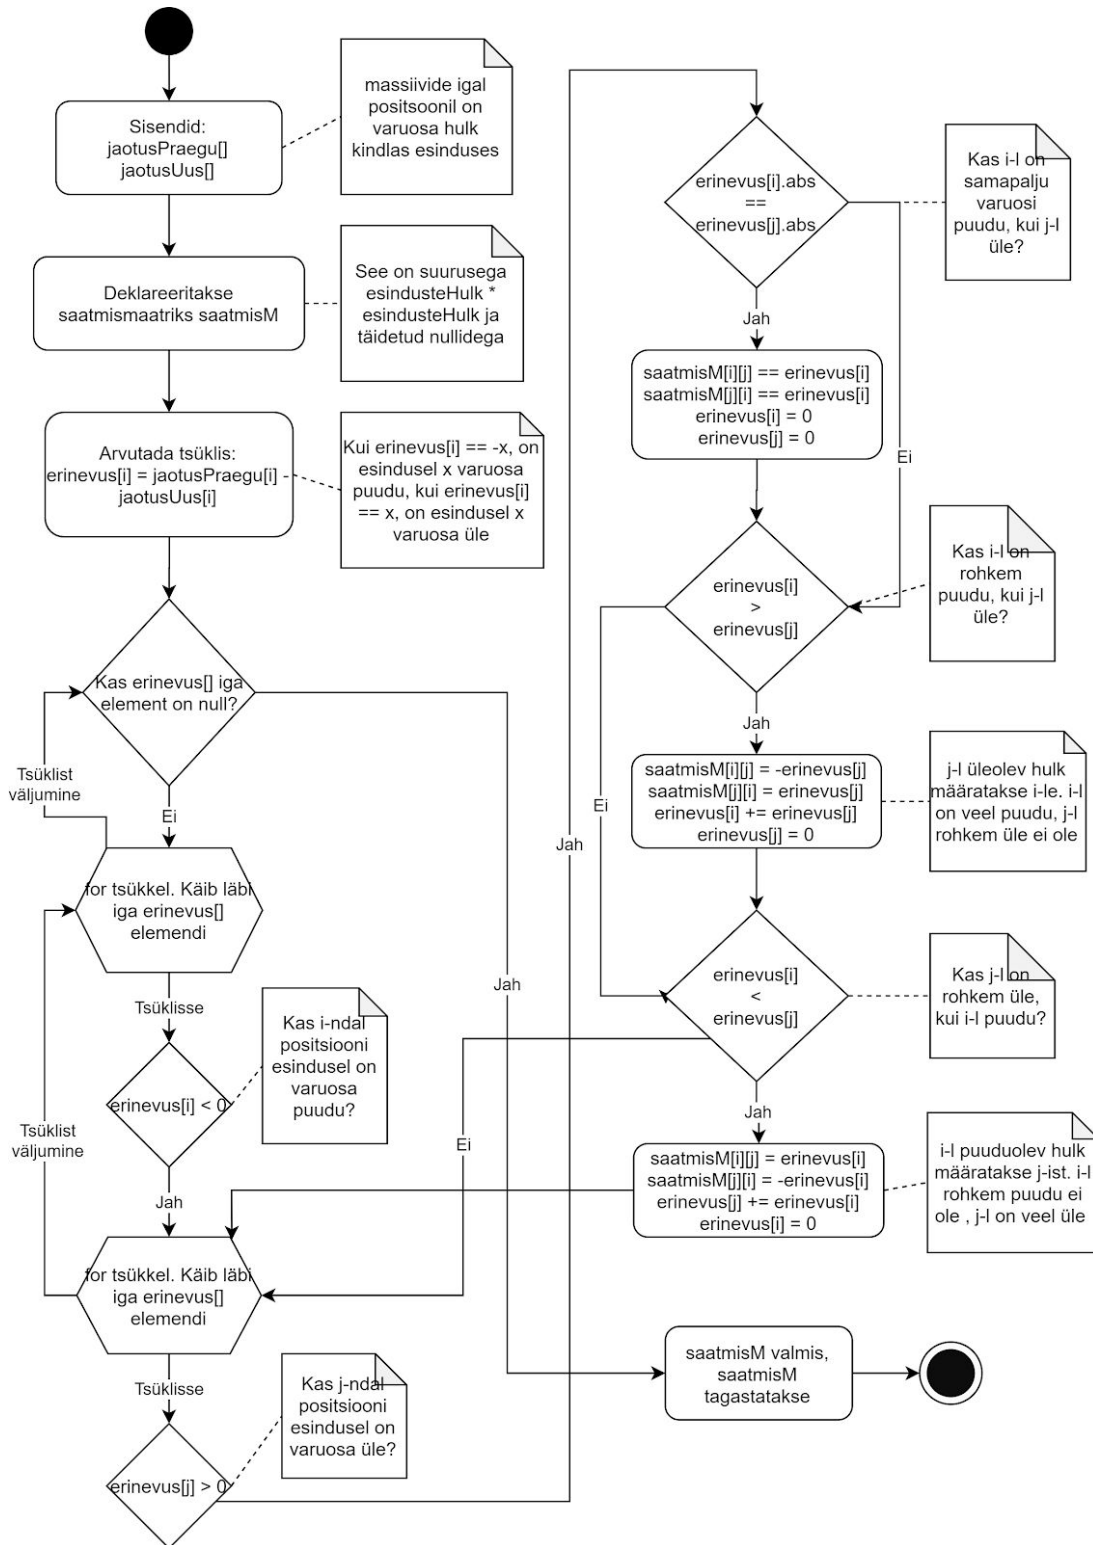 Sisendid:
jaotusPraegu[]
jaotusUus[]
massiivide igal
positsoonil on
varuosa hulk
kindlas esinduses
Deklareeritakse
saatmismaatriks saatmisM
See on suurusega
esindusteHulk *
esindusteHulk ja
täidetud nullidega
Arvutada tsüklis:
erinevus[i] = jaotusPraegu[i] -
jaotusUus[i]
Kui erinevus[i] == -x, on
esindusel x varuosa
puudu, kui erinevus[i]
== x, on esindusel x
varuosa üle
Kas erinevus[] iga
element on null?
Tsüklist
väljumine
Ei
Jah
for tsükkel. Käib läbi
iga erinevus[]
elemendi
Tsüklisse
Kas i-ndal
positsiooni
esindusel on
varuosa
puudu?
erinevus[i] < 0
Tsüklist
väljumine
Jah
for tsükkel. Käib läbi
iga erinevus[]
elemendi
Tsüklisse
Kas j-ndal
positsiooni
esindusel on
varuosa üle?
erinevus[j] > 0
Jah
erinevus[i].abs
==
erinevus[j].abs
Kas i-l on
samapalju
varuosi
puudu, kui j-l
üle?
Jah
Ei
saatmisM[i][j] == erinevus[i]
saatmisM[j][i] == erinevus[i]
erinevus[i] = 0
erinevus[j] = 0
erinevus[i]
>
erinevus[j]
Kas i-l on
rohkem
puudu, kui j-l
üle?
Jah
Ei
saatmisM[i][j] = -erinevus[j]
saatmisM[j][i] = erinevus[j]
erinevus[i] += erinevus[j]
erinevus[j] = 0
j-l üleolev hulk
määratakse i-le. i-l
on veel puudu, j-l
rohkem üle ei ole
erinevus[i]
<
erinevus[j]
Kas j-l on
rohkem üle,
kui i-l puudu?
Jah
Ei
saatmisM[i][j] = erinevus[i]
saatmisM[j][i] = -erinevus[i]
erinevus[j] += erinevus[i]
erinevus[i] = 0
i-l puuduolev hulk
määratakse j-ist. i-l
rohkem puudu ei
ole , j-l on veel üle
saatmisM valmis,
saatmisM
tagastatakse